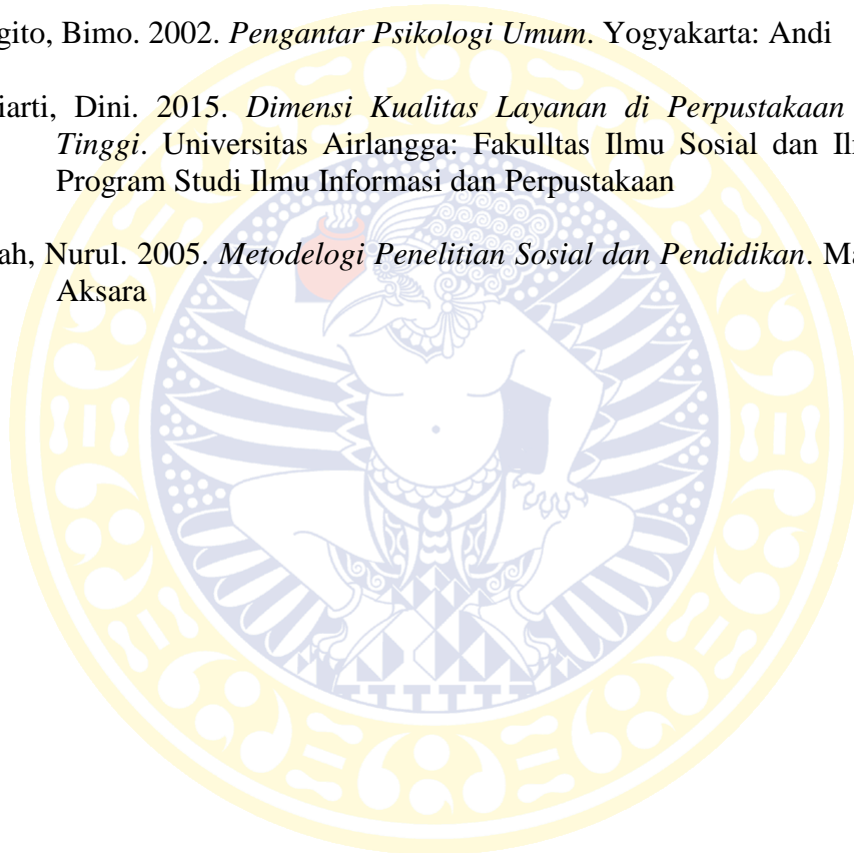 gito, Bimo. 2002. Pengantar Psikologi Umum. Yogyakarta: Andi
iarti, Dini. 2015. Dimensi Kualitas Layanan di Perpustakaan
Tinggi. Universitas Airlangga: Fakulltas Ilmu Sosial dan Il
Program Studi Ilmu Informasi dan Perpustakaan
ah, Nurul. 2005. Metodelogi Penelitian Sosial dan Pendidikan. Ma
Aksara